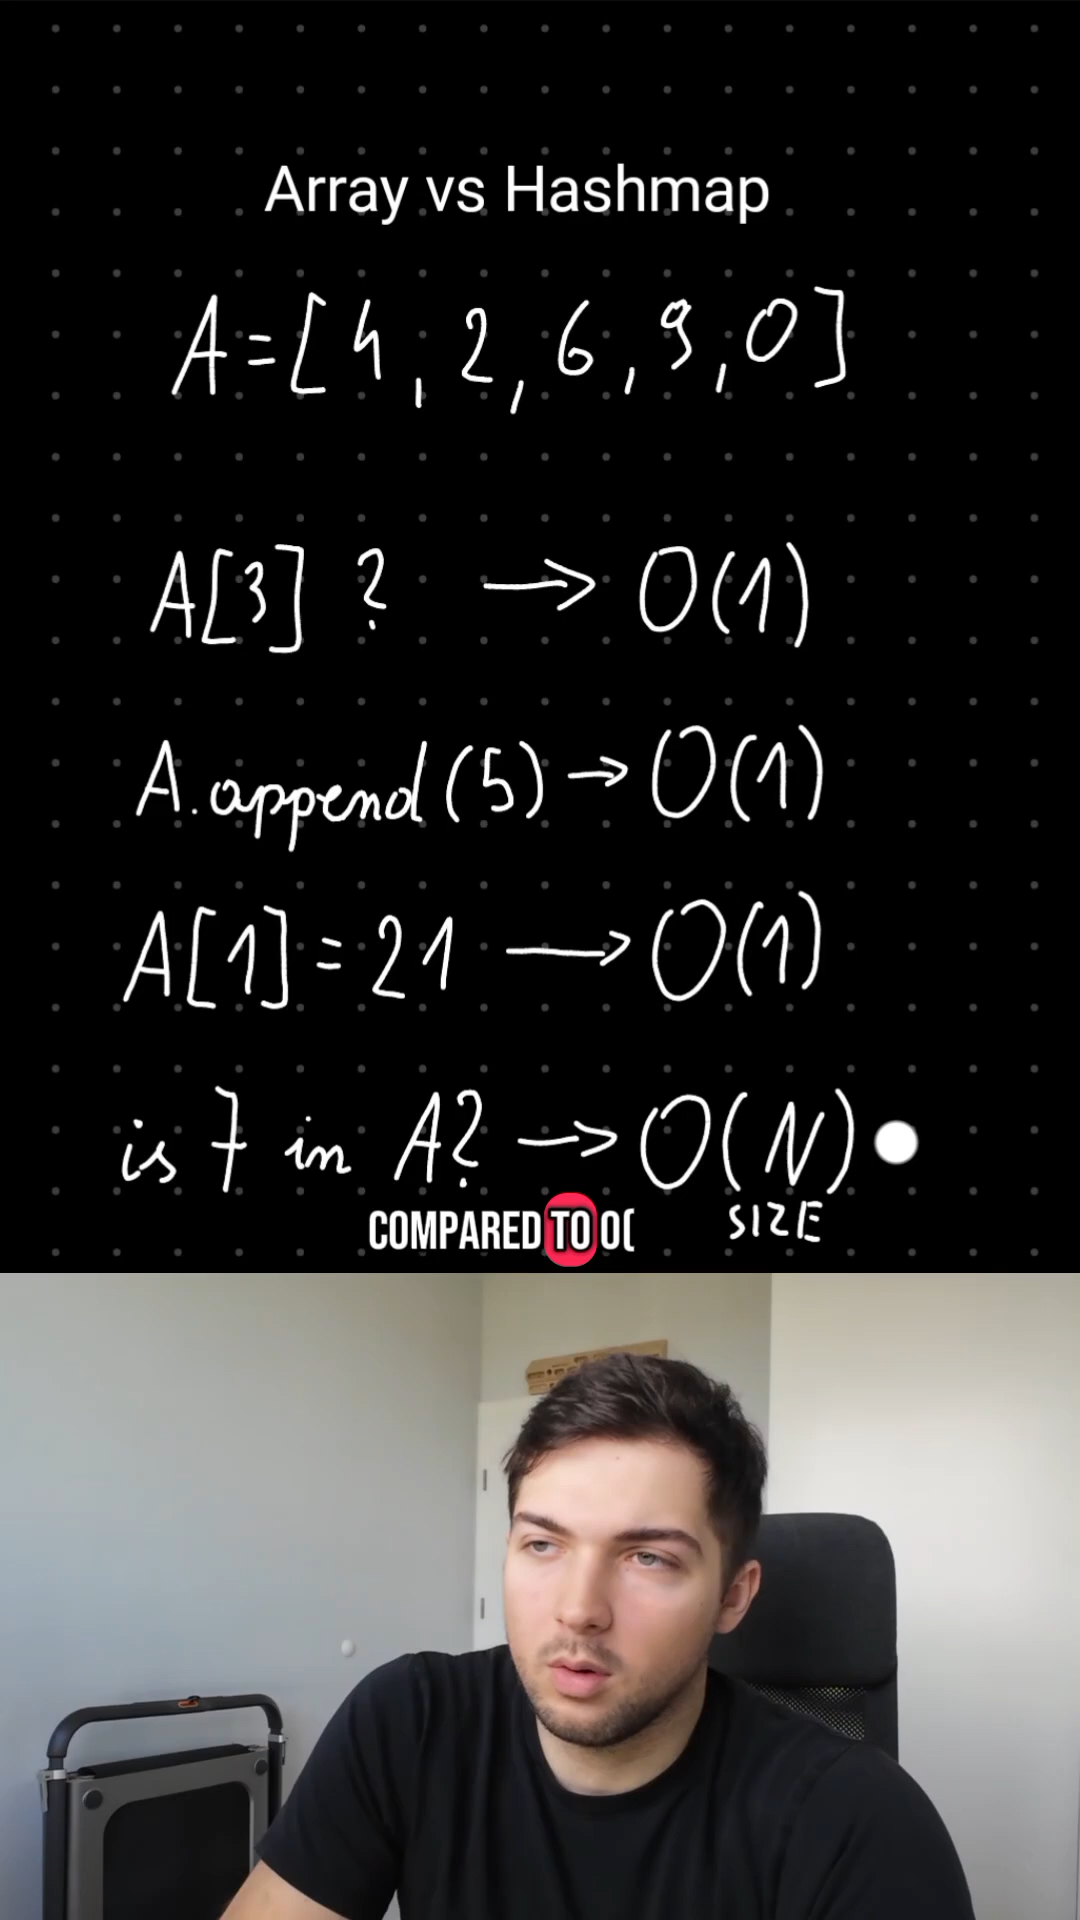 Array vs Hashmap
A=[4, 2, 6, 9, 0]
A[3] ? → O(1)
A.append(5) → O(1)
A[1] = 21 → O(1)
is 7 in A? → O(N)
SIZE
COMPARED TO O(